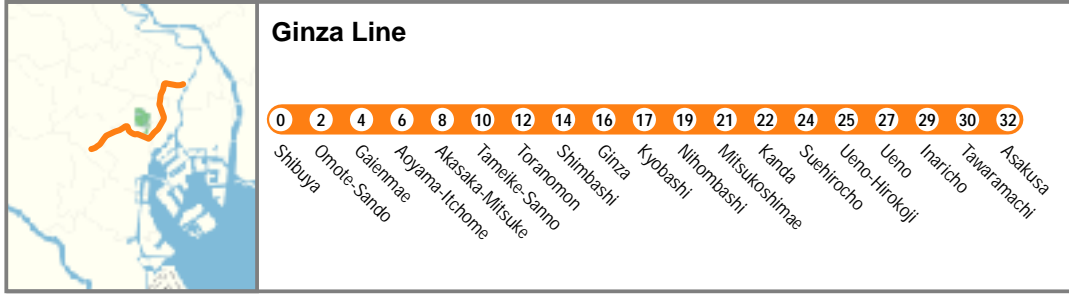 Ginza Line
0 2 4 6 8 10 12 14 16 17 19 21 22 24 25 27 29 30 32
Shibuya
Omote-Sando
Gaienmae
Aoyama-Itchome
Akasaka-Mitsuke
Tameike-Sanno
Toranomon
Shimbashi
Ginza
Kyobashi
Nihombashi
Mitsukoshimae
Kanda
Suehirocho
Ueno-Hirokoji
Ueno
Inaricho
Tawaramachi
Asakusa